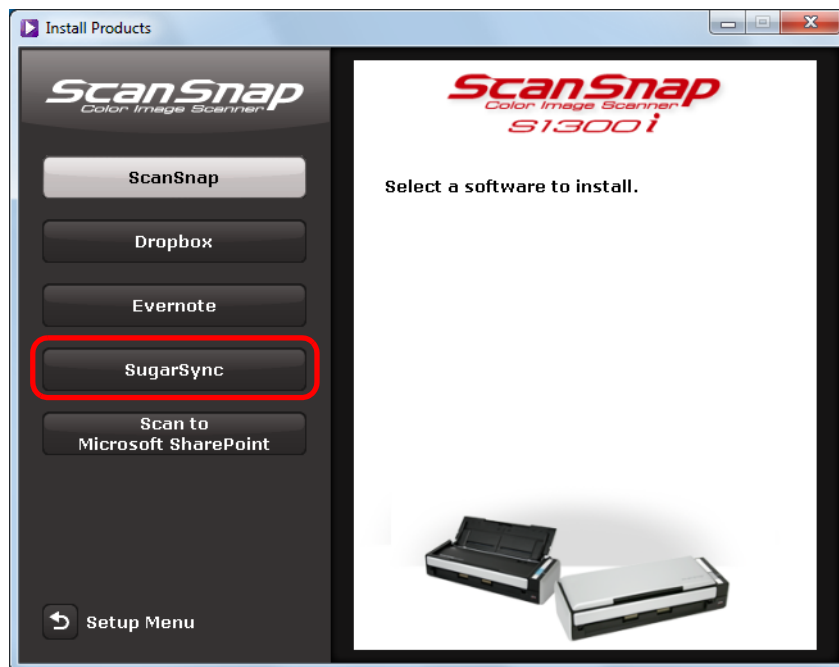 Install Products
ScanSnap
Color Image Scanner
ScanSnap
Dropbox
Evernote
SugarSync
Scan to
Microsoft SharePoint
Setup Menu
ScanSnap
Color Image Scanner
S1300i
Select a software to install.